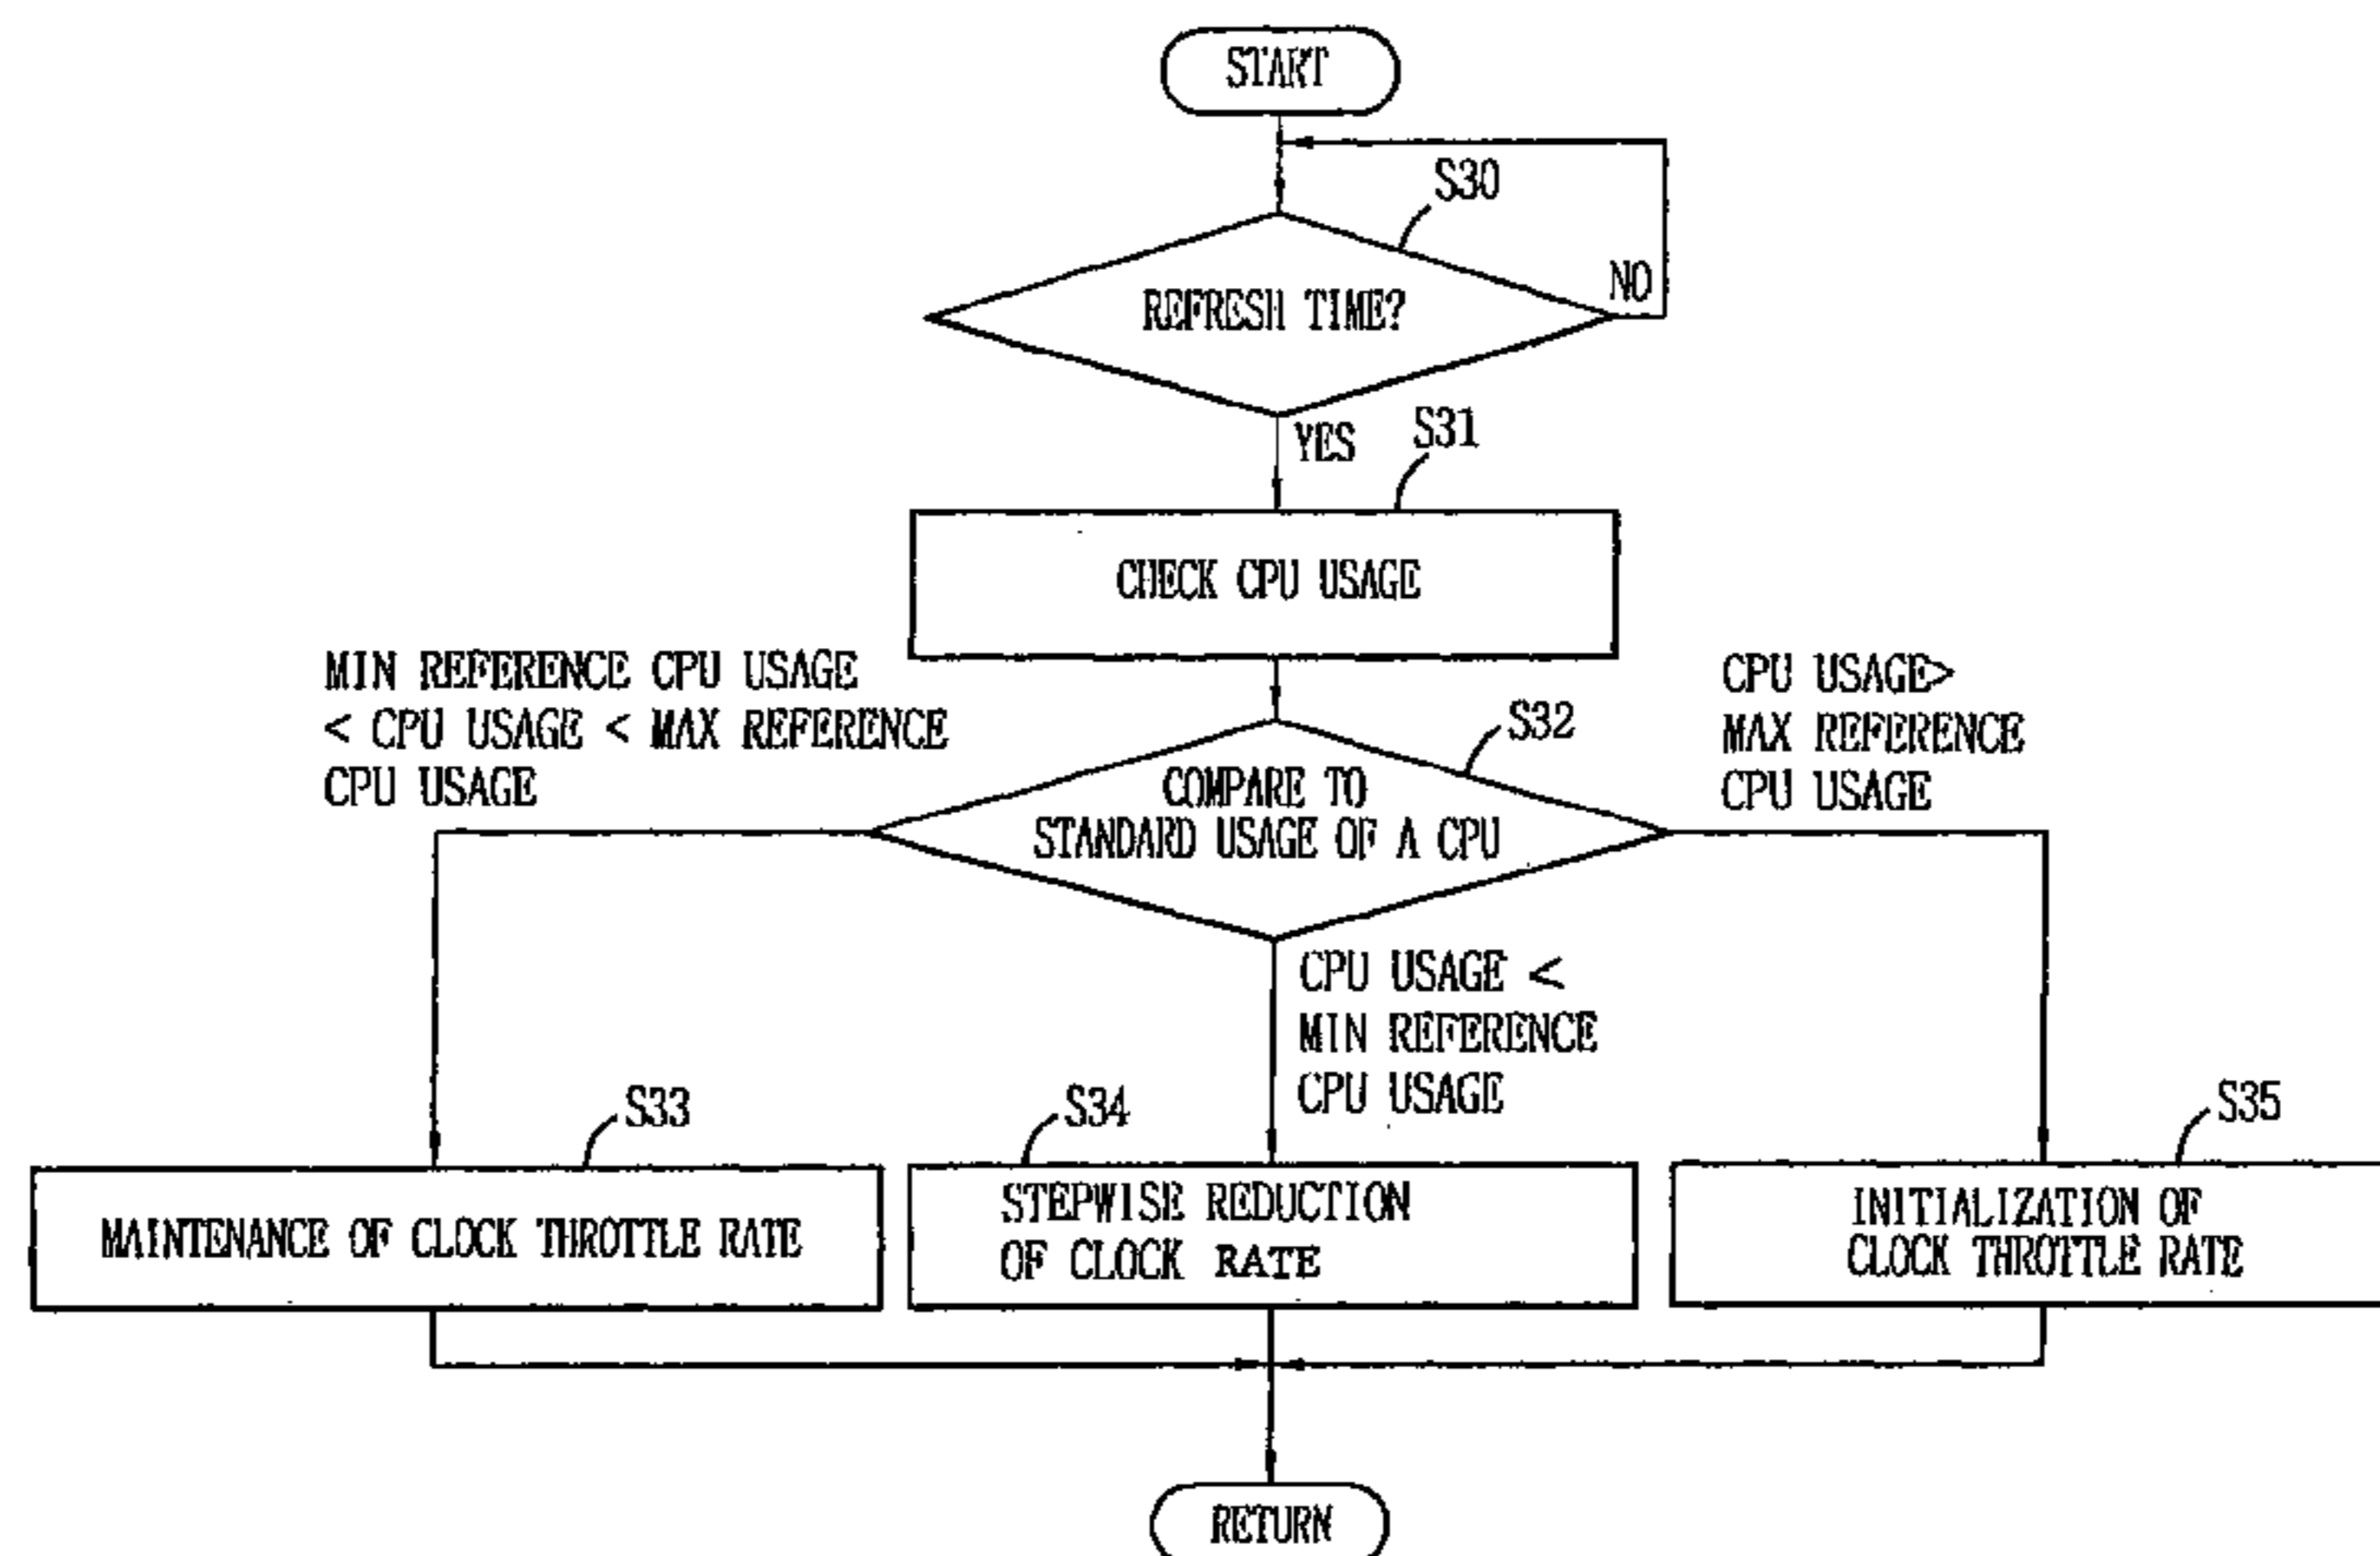 START
S30
REFRESH TIME?
NO
YES
S31
CHECK CPU USAGE
MIN REFERENCE CPU USAGE
< CPU USAGE < MAX REFERENCE
CPU USAGE
CPU USAGE>
MAX REFERENCE
CPU USAGE
S32
COMPARE TO
STANDARD USAGE OF A CPU
CPU USAGE <
MIN REFERENCE
CPU USAGE
S33
MAINTENANCE OF CLOCK THROTTLE RATE
S34
STEPWISE REDUCTION
OF CLOCK RATE
S35
INITIALIZATION OF
CLOCK THROTTLE RATE
RETURN